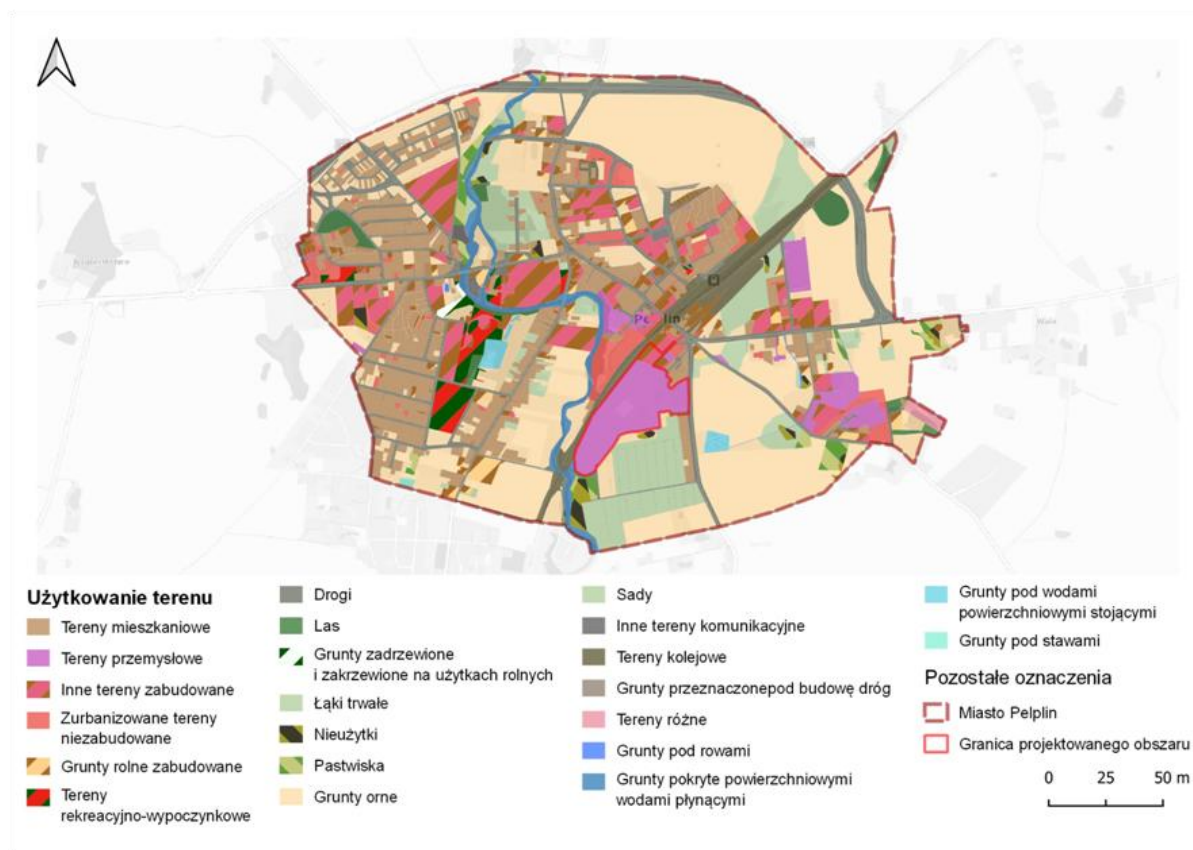 Pe lin
Użytkowanie terenu
Tereny mieszkaniowe
Tereny przemysłowe
Inne tereny zabudowane
Zurbanizowane tereny
niezabudowane
Grunty rolne zabudowane
Tereny
rekreacyjno-wypoczynkowe
Drogi
Las
Grunty zadrzewione
i zakrzewione na użytkach rolnych
Łąki trwałe
Nieużytki
Pastwiska
Grunty orne
Sady
Inne tereny komunikacyjne
Tereny kolejowe
Grunty przeznaczonepod budowę dróg
Tereny różne
Grunty pod rowami
Grunty pokryte powierzchniowymi
wodami płynącymi
Grunty pod wodami
powierzchniowymi stojącymi
Grunty pod stawami
Pozostałe oznaczenia
Miasto Pelplin
Granica projektowanego obszaru
0 25 50 m